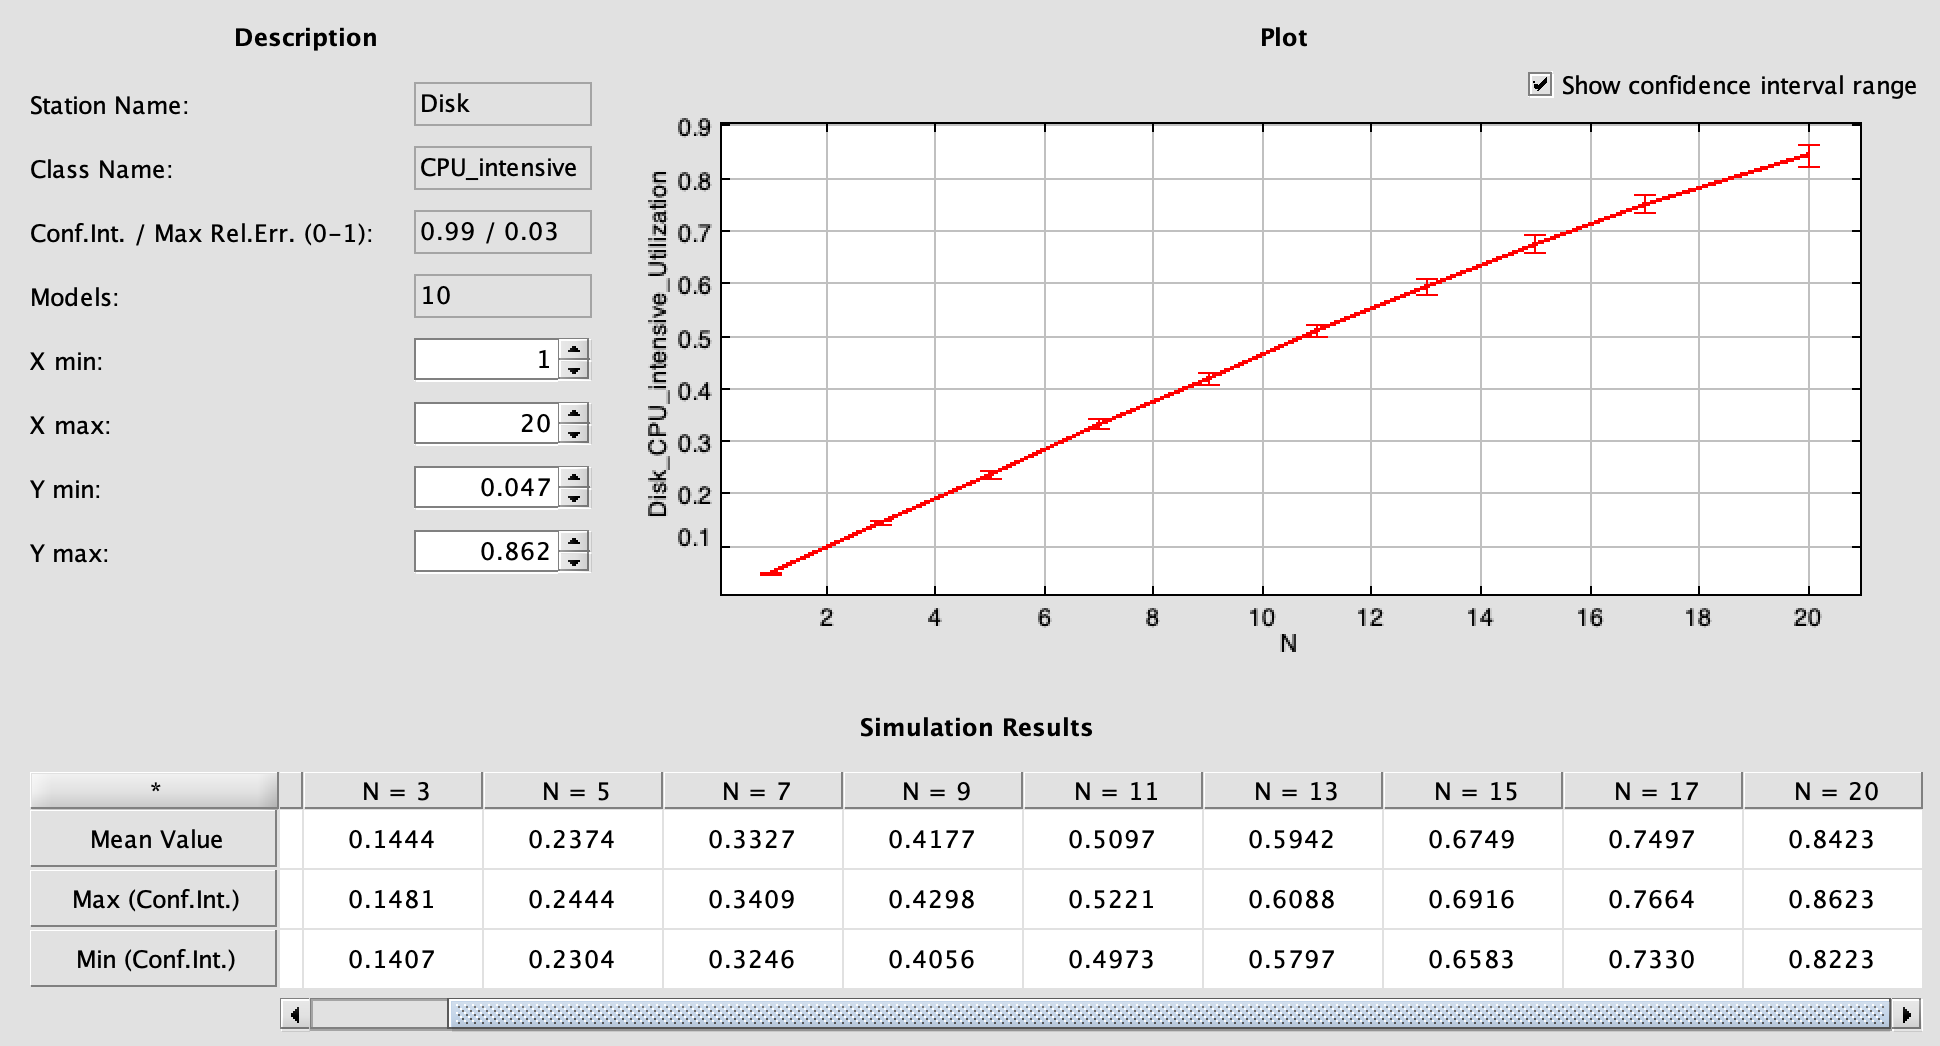 Description
Station Name: Disk
Class Name: CPU_intensive
Conf.Int. / Max Rel.Err. (0-1): 0.99 / 0.03
Models: 10
X min: 1
X max: 20
Y min: 0.047
Y max: 0.862
Plot
Show confidence interval range
Disk_CPU_intensive_Utilization
0.9
0.8
0.7
0.6
0.5
0.4
0.3
0.2
0.1
2 4 6 8 10 12 14 16 18 20
N
Simulation Results
* N = 3 N = 5 N = 7 N = 9 N = 11 N = 13 N = 15 N = 17 N = 20
Mean Value 0.1444 0.2374 0.3327 0.4177 0.5097 0.5942 0.6749 0.7497 0.8423
Max (Conf.Int.) 0.1481 0.2444 0.3409 0.4298 0.5221 0.6088 0.6916 0.7664 0.8623
Min (Conf.Int.) 0.1407 0.2304 0.3246 0.4056 0.4973 0.5797 0.6583 0.7330 0.8223